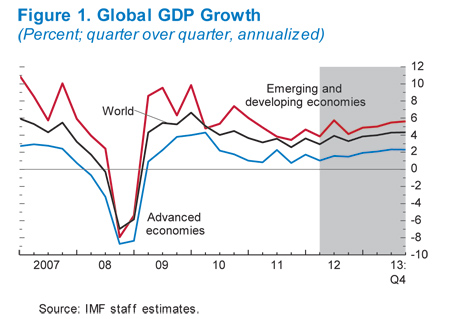 Figure 1. Global GDP Growth
(Percent; quarter over quarter, annualized)
12
10
8
6
4
2
0
-2
-4
-6
-8
-10
Emerging and
developing economies
World
Advanced
economies
2007 08 09 10 11 12 13:
Q4
Source: IMF staff estimates.